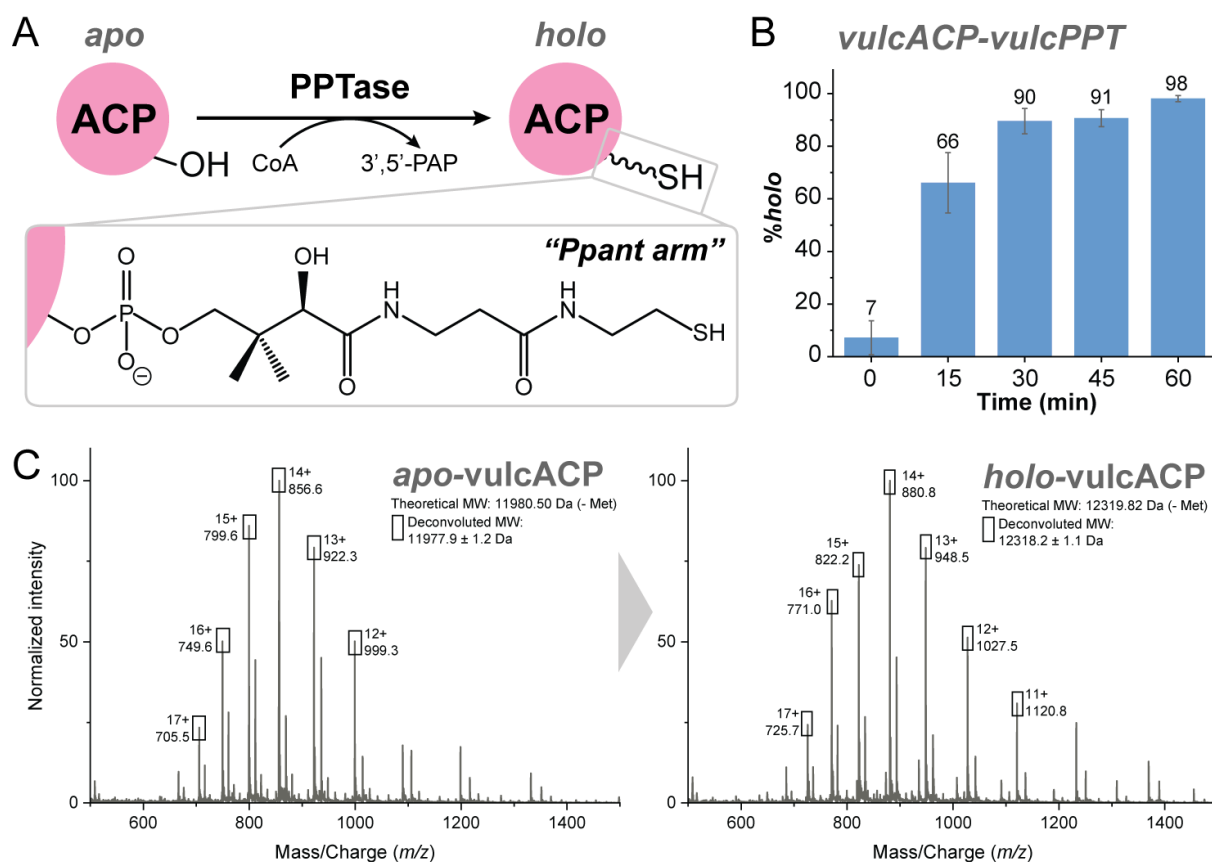 A
apo
holo
ACP
OH
PPTase
CoA
3',5'-PAP
ACP
SH
"Ppant arm"
O
O
P
O
O
⊖
OH
O
H
N
O
H
N
SH
B
vulcACP-vulcPPT
%holo
100
80
60
40
20
0
7
66
90
91
98
0
15
30
45
60
Time (min)
C
apo-vulcACP
Theoretical MW: 11980.50 Da (- Met)
Deconvoluted MW:
11977.9 ± 1.2 Da
Normalized intensity
100
50
0
17+
705.5
16+
749.6
15+
799.6
14+
856.6
13+
922.3
12+
999.3
600
800
1000
1200
1400
Mass/Charge (m/z)
holo-vulcACP
Theoretical MW: 12319.82 Da (- Met)
Deconvoluted MW:
12318.2 ± 1.1 Da
17+
725.7
16+
771.0
15+
822.2
14+
880.8
13+
948.5
12+
1027.5
11+
1120.8
600
800
1000
1200
1400
Mass/Charge (m/z)